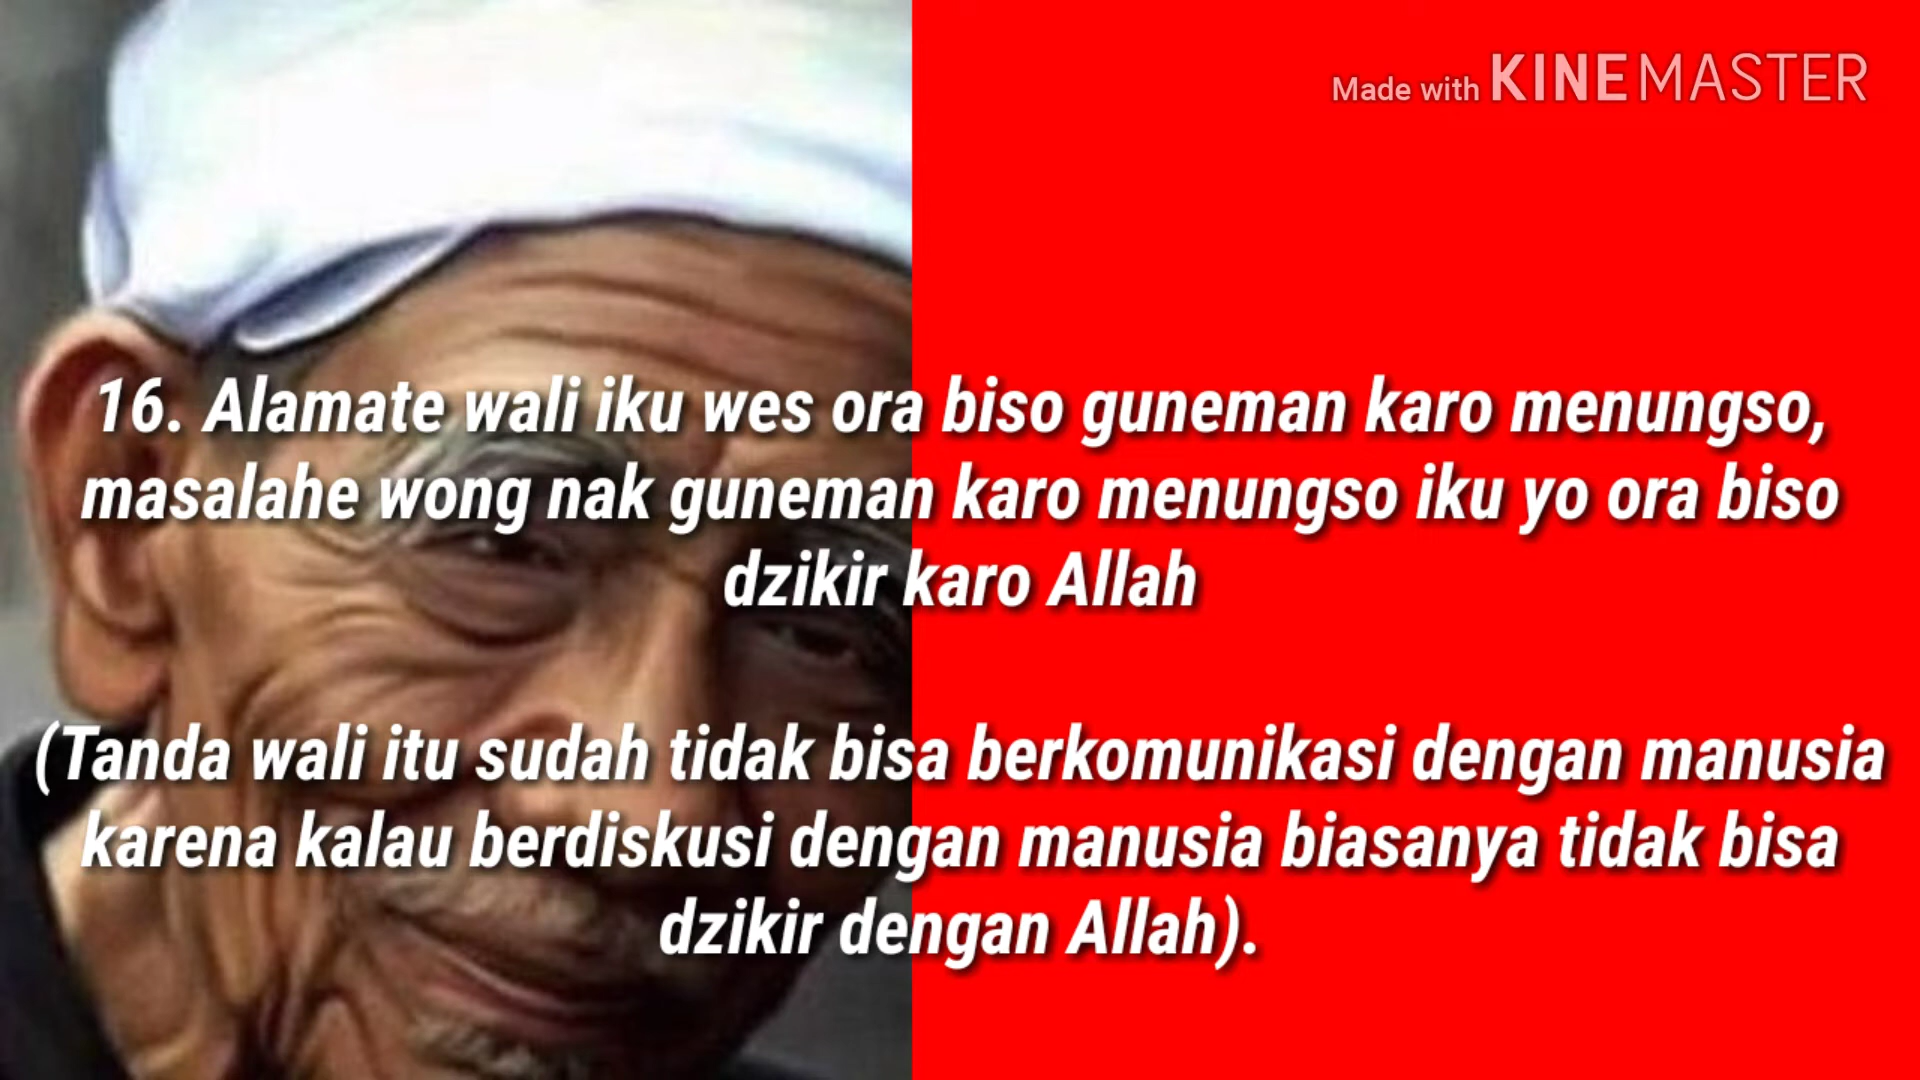 Made with KINEMASTER
16. Alamate wali iku wes ora biso guneman karo menungso,
masalahe wong nak guneman karo menungso iku yo ora biso
dzikir karo Allah
(Tanda wali itu sudah tidak bisa berkomunikasi dengan manusia
karena kalau berdiskusi dengan manusia biasanya tidak bisa
dzikir dengan Allah).